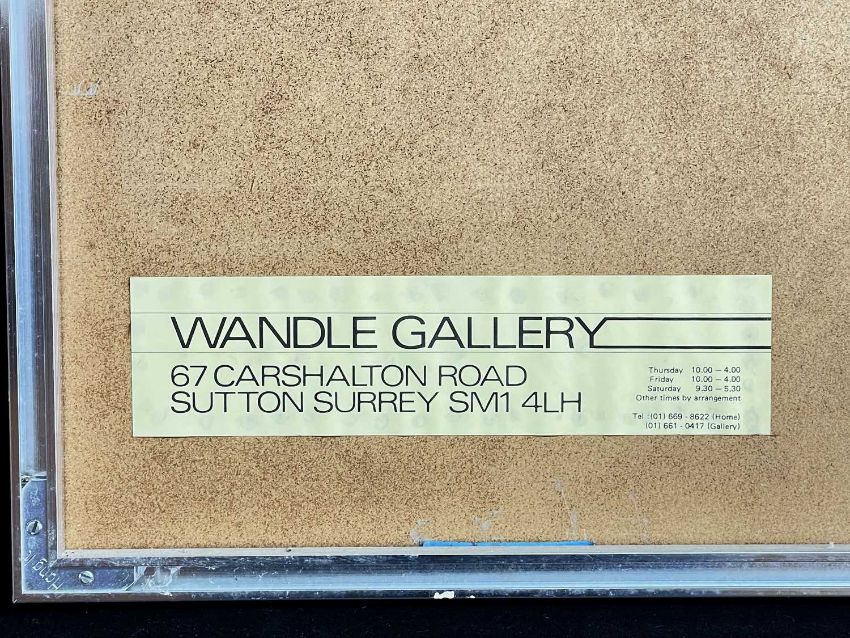 WANDLE GALLERY
67 CARSHALTON ROAD
SUTTON SURREY SM1 4LH
Thursday 10.00 – 4.00
Friday 10.00 – 4.00
Saturday 9.30 – 5.30
Other times by arrangement
Tel : (01) 669 - 8622 (Home)
(01) 661 - 0417 (Gallery)